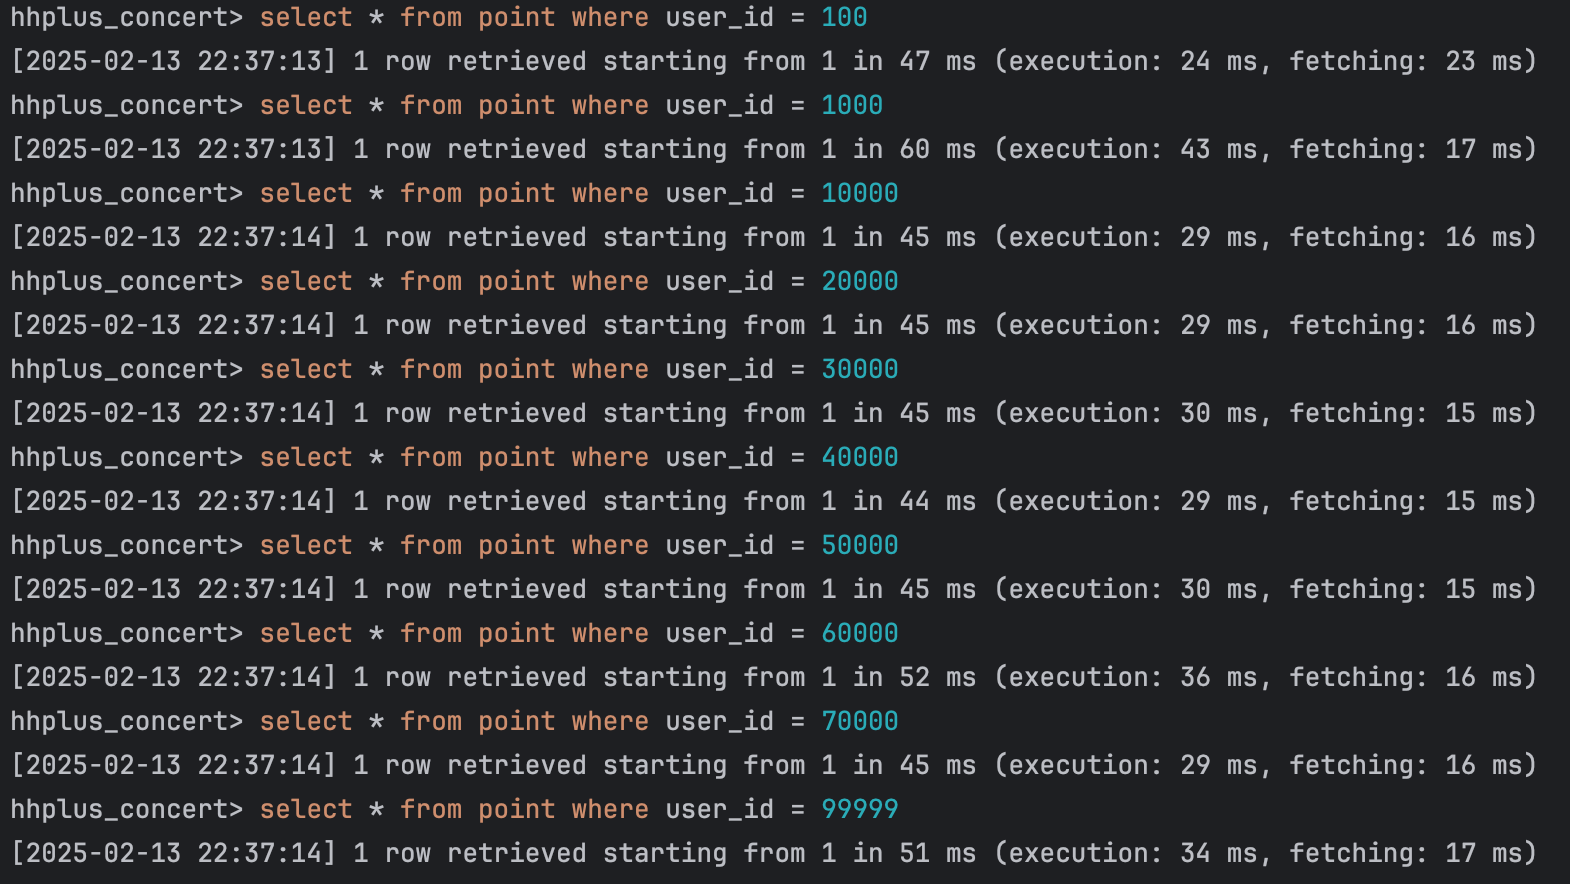 hhplus_concert> select * from point where user_id = 100
[2025-02-13 22:37:13] 1 row retrieved starting from 1 in 47 ms (execution: 24 ms, fetching: 23 ms)
hhplus_concert> select * from point where user_id = 1000
[2025-02-13 22:37:13] 1 row retrieved starting from 1 in 60 ms (execution: 43 ms, fetching: 17 ms)
hhplus_concert> select * from point where user_id = 10000
[2025-02-13 22:37:14] 1 row retrieved starting from 1 in 45 ms (execution: 29 ms, fetching: 16 ms)
hhplus_concert> select * from point where user_id = 20000
[2025-02-13 22:37:14] 1 row retrieved starting from 1 in 45 ms (execution: 29 ms, fetching: 16 ms)
hhplus_concert> select * from point where user_id = 30000
[2025-02-13 22:37:14] 1 row retrieved starting from 1 in 45 ms (execution: 30 ms, fetching: 15 ms)
hhplus_concert> select * from point where user_id = 40000
[2025-02-13 22:37:14] 1 row retrieved starting from 1 in 44 ms (execution: 29 ms, fetching: 15 ms)
hhplus_concert> select * from point where user_id = 50000
[2025-02-13 22:37:14] 1 row retrieved starting from 1 in 45 ms (execution: 30 ms, fetching: 15 ms)
hhplus_concert> select * from point where user_id = 60000
[2025-02-13 22:37:14] 1 row retrieved starting from 1 in 52 ms (execution: 36 ms, fetching: 16 ms)
hhplus_concert> select * from point where user_id = 70000
[2025-02-13 22:37:14] 1 row retrieved starting from 1 in 45 ms (execution: 29 ms, fetching: 16 ms)
hhplus_concert> select * from point where user_id = 99999
[2025-02-13 22:37:14] 1 row retrieved starting from 1 in 51 ms (execution: 34 ms, fetching: 17 ms)